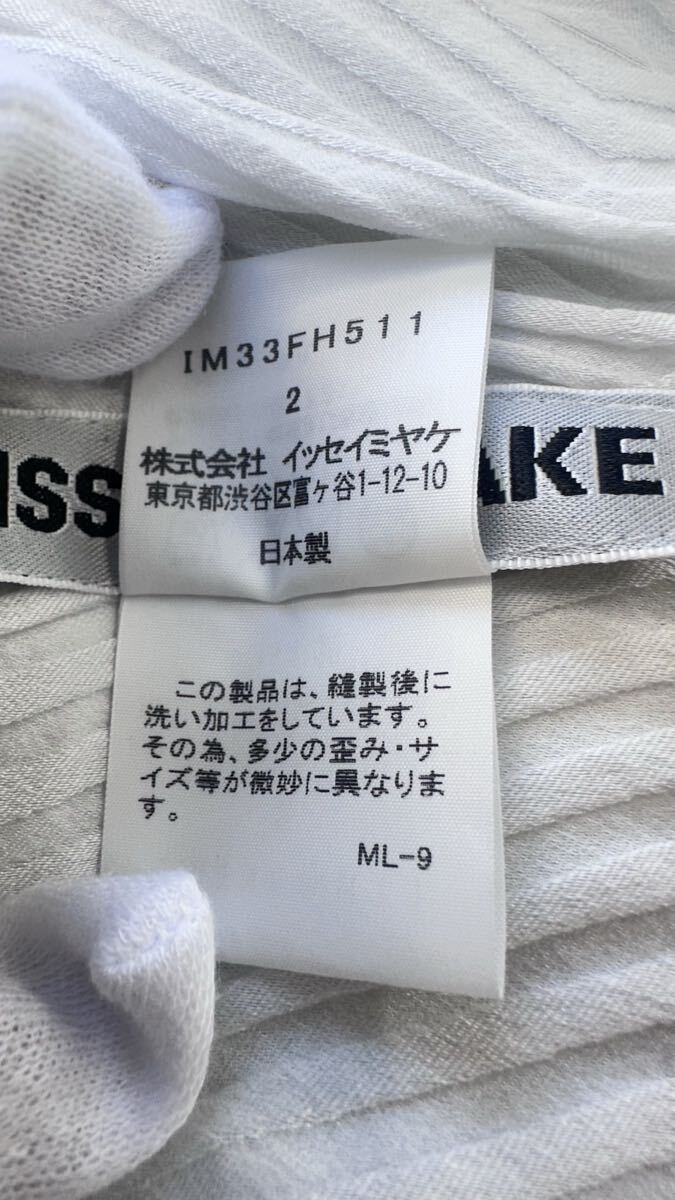 IM33FH511
2
株式会社 イッセイミヤケ
東京都渋谷区富ヶ谷1-12-10
日本製
ISS
AKE
この製品は、縫製後に
洗い加工をしています。
その為、多少の歪み・サ
イズ等が微妙に異なりま
す。
ML-9